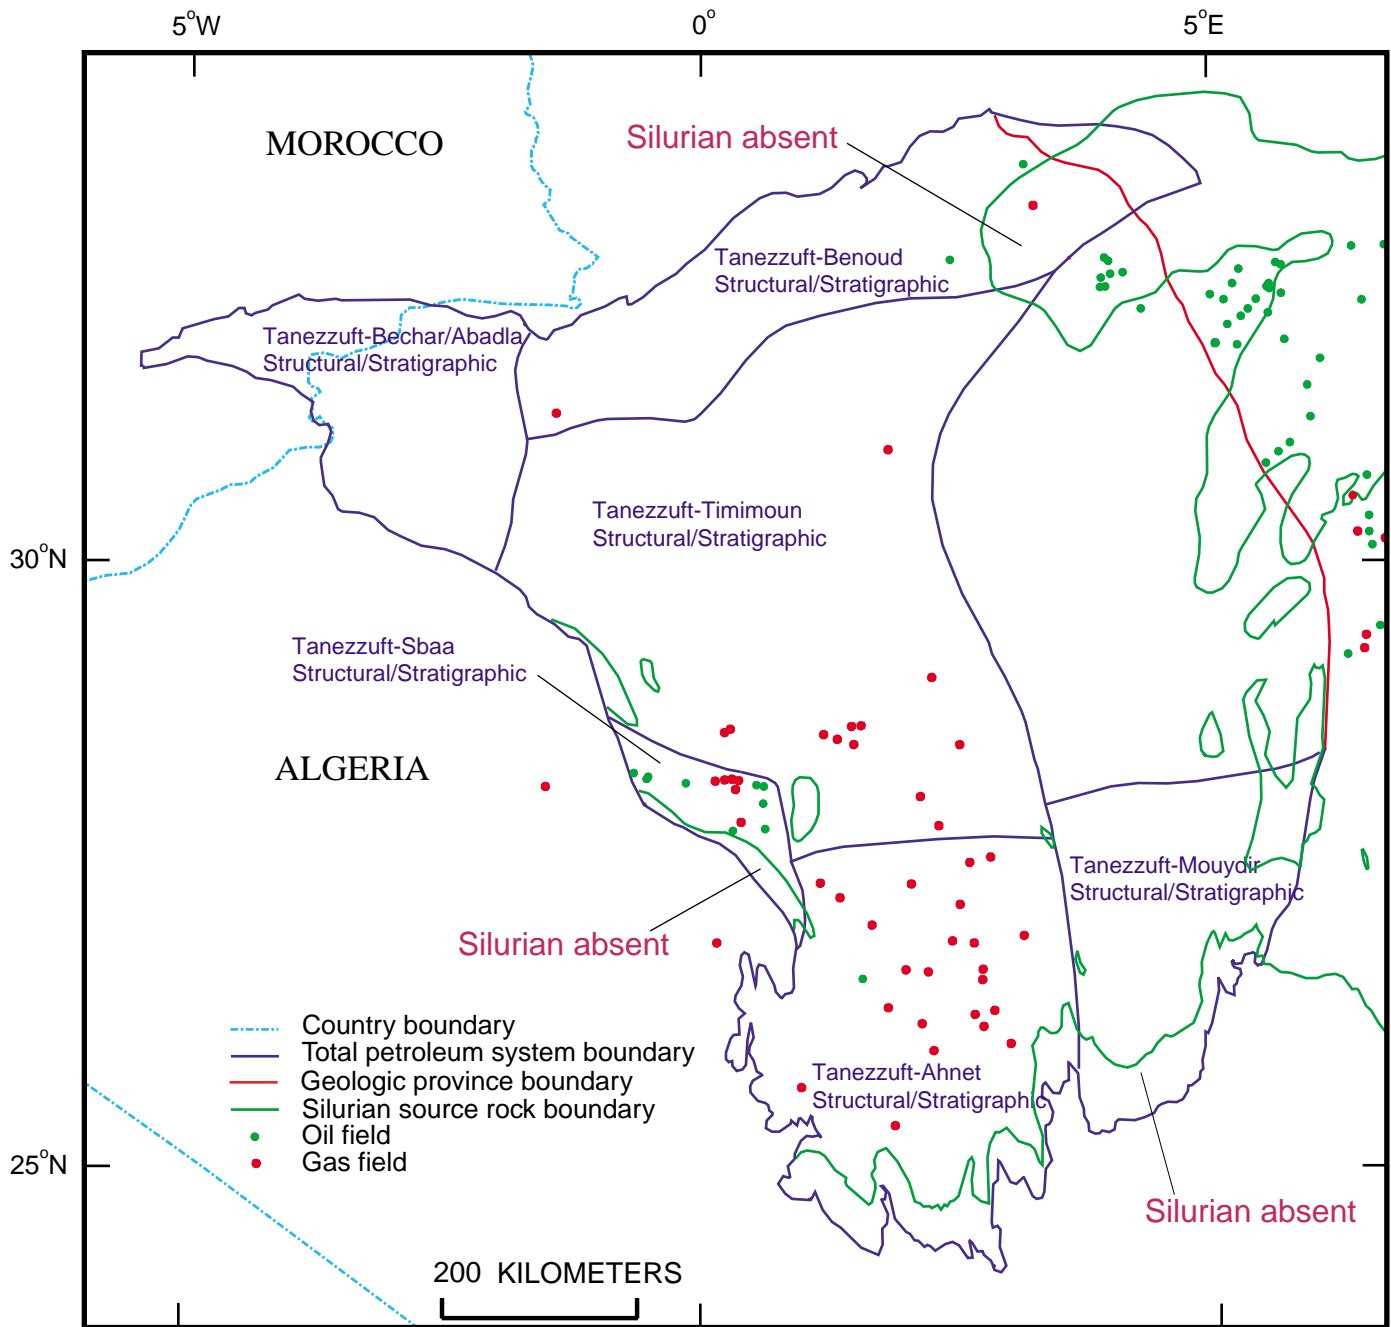 5°W 0° 5°E
MOROCCO
Silurian absent
Tanezzuft-Benoud
Structural/Stratigraphic
Tanezzuft-Bechar/Abadla
Structural/Stratigraphic
Tanezzuft-Timimoun
Structural/Stratigraphic
30°N
Tanezzuft-Sbaa
Structural/Stratigraphic
ALGERIA
Tanezzuft-Mouydir
Structural/Stratigraphic
Silurian absent
Country boundary
Total petroleum system boundary
Geologic province boundary
Silurian source rock boundary
Oil field
Gas field
Tanezzuft-Ahnet
Structural/Stratigraphic
25°N
Silurian absent
200 KILOMETERS